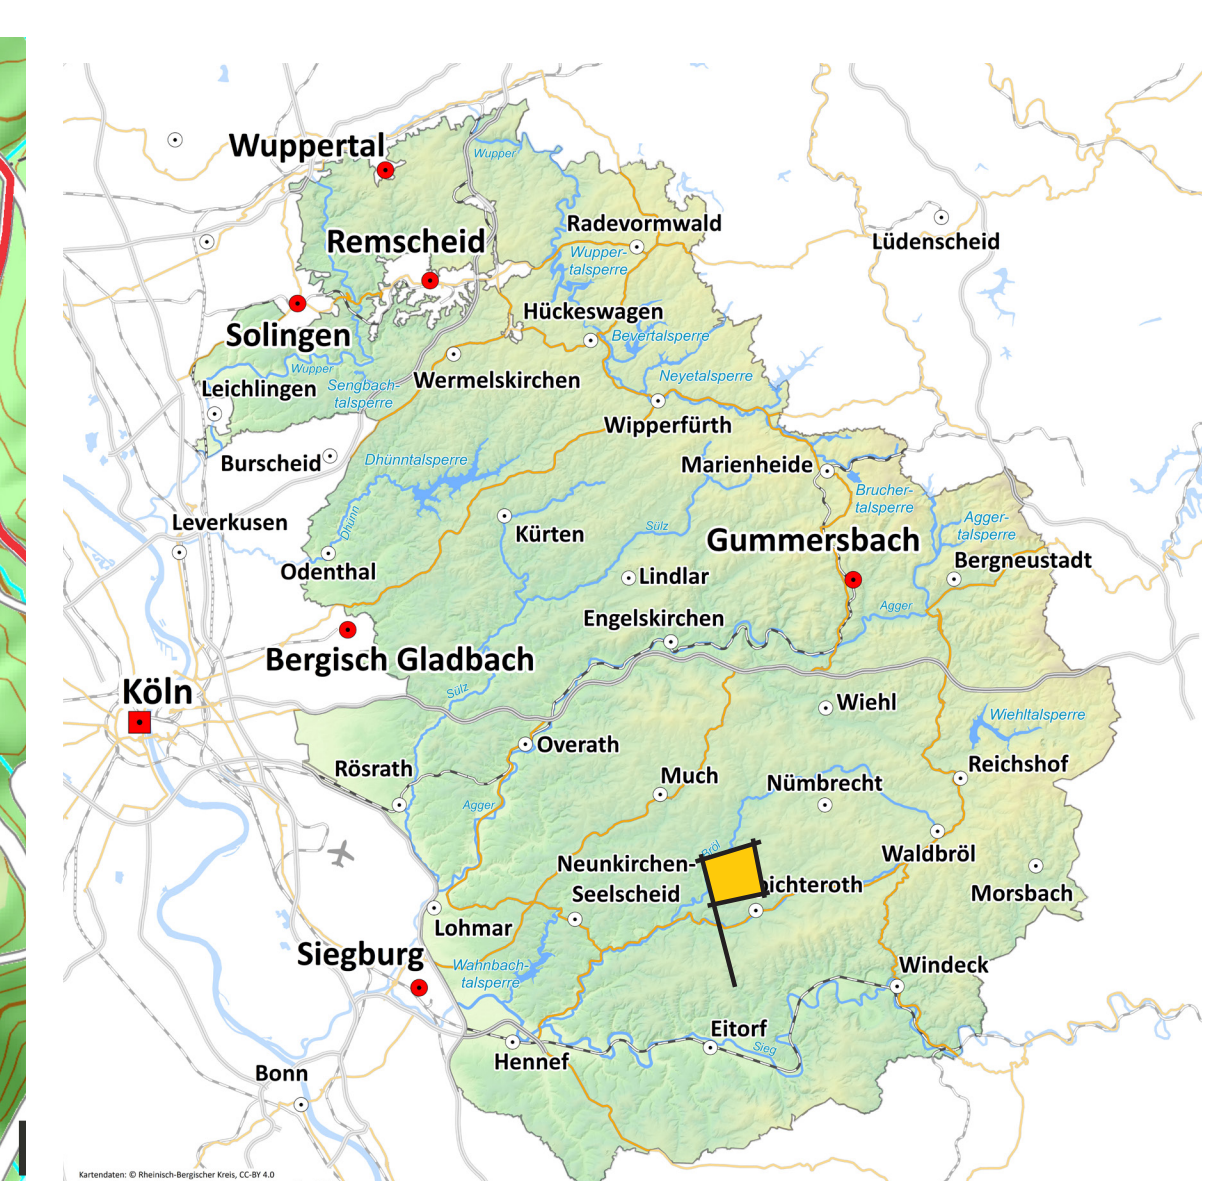 Wuppertal
Wupper
Radevormwald
Lüdenscheid
Remscheid
Wupper-
talsperre
Hückeswagen
Solingen
Bevertalsperre
Wupper
Leichlingen
Sengbach-
talsperre
Wermelskirchen
Neyetalsperre
Wipperfürth
Burscheid
Dhünntalsperre
Marienheide
Brucher-
talsperre
Leverkusen
Dhünn
Kürten
Sülz
Agger-
talsperre
Gummersbach
Odenthal
Lindlar
Bergneustadt
Engelskirchen
Agger
Bergisch Gladbach
Köln
Sülz
Wiehl
Wiehltalsperre
Overath
Rösrath
Much
Nümbrecht
Reichshof
Agger
Bröl
Neunkirchen-
Seelscheid
Waldbröl
Morsbach
Lohmar
Siegburg
Wahnbach-
talsperre
Windeck
Eitorf
Sieg
Hennef
Bonn
Kartendaten: © Rheinisch-Bergischer Kreis, CC-BY 4.0